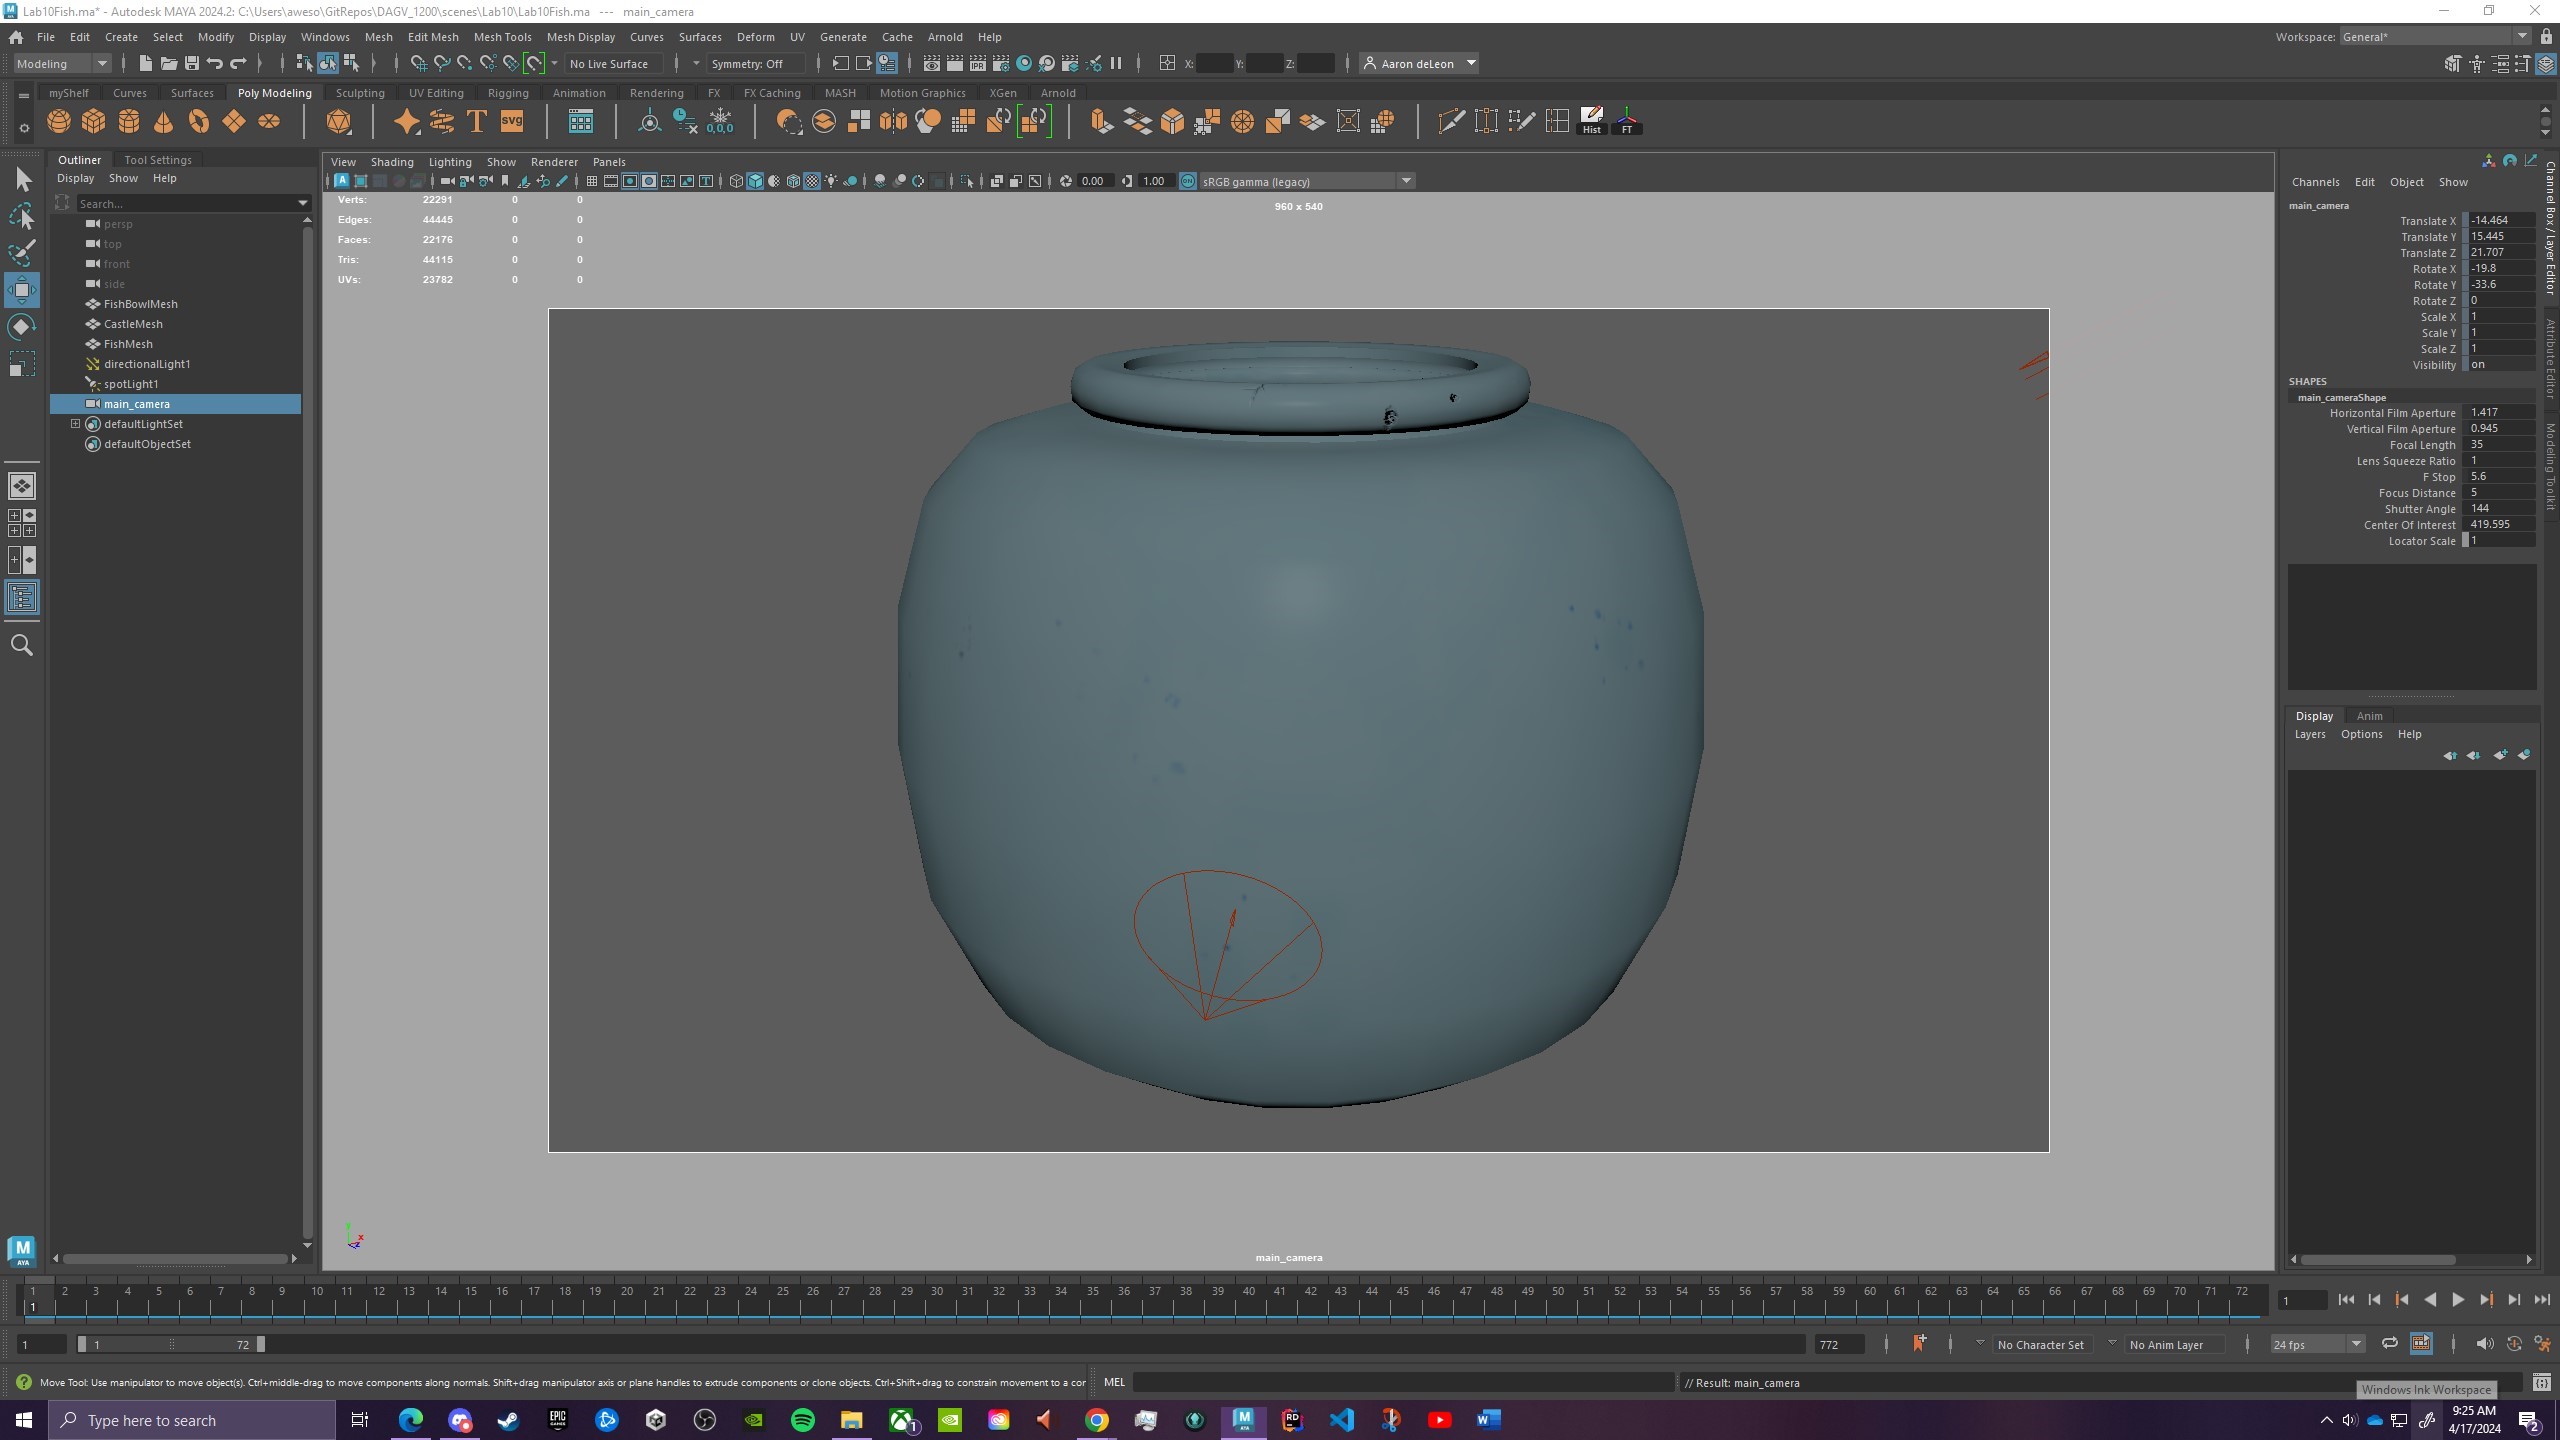 Lab10Fish.ma* - Autodesk MAYA 2024.2: C:\Users\aweso\GitRepos\DAGV_1200\scenes\Lab10\Lab10Fish.ma --- main_camera
File Edit Create Select Modify Display Windows Mesh Edit Mesh Mesh Tools Mesh Display Curves Surfaces Deform UV Generate Cache Arnold Help
Workspace: General*
Modeling No Live Surface Symmetry: Off X: Y: Z: Aaron deLeon
myShelf Curves Surfaces Poly Modeling Sculpting UV Editing Rigging Animation Rendering FX FX Caching MASH Motion Graphics XGen Arnold
T SVG 0,0,0 Hist FT
Outliner Tool Settings
Display Show Help
Search...
persp
top
front
side
FishBowlMesh
CastleMesh
FishMesh
directionalLight1
spotLight1
main_camera
defaultLightSet
defaultObjectSet
View Shading Lighting Show Renderer Panels
0.00 1.00 sRGB gamma (legacy)
Verts: 22291 0 0
Edges: 44445 0 0
Faces: 22176 0 0
Tris: 44115 0 0
UVs: 23782 0 0
960 x 540
main_camera
Channels Edit Object Show
main_camera
Translate X -14.464
Translate Y 15.445
Translate Z 21.707
Rotate X -19.8
Rotate Y -33.6
Rotate Z 0
Scale X 1
Scale Y 1
Scale Z 1
Visibility on
SHAPES
main_cameraShape
Horizontal Film Aperture 1.417
Vertical Film Aperture 0.945
Focal Length 35
Lens Squeeze Ratio 1
F Stop 5.6
Focus Distance 5
Shutter Angle 144
Center Of Interest 419.595
Locator Scale 1
Channel Box / Layer Editor
Attribute Editor
Modeling Toolkit
Display Anim
Layers Options Help
1 2 3 4 5 6 7 8 9 10 11 12 13 14 15 16 17 18 19 20 21 22 23 24 25 26 27 28 29 30 31 32 33 34 35 36 37 38 39 40 41 42 43 44 45 46 47 48 49 50 51 52 53 54 55 56 57 58 59 60 61 62 63 64 65 66 67 68 69 70 71 72
1
1
1 1 72 772 No Character Set No Anim Layer 24 fps
Move Tool: Use manipulator to move object(s). Ctrl+middle-drag to move components along normals. Shift+drag manipulator axis or plane handles to extrude components or clone objects. Ctrl+Shift+drag to constrain movement to a cor
MEL
// Result: main_camera
Windows Ink Workspace
Type here to search
9:25 AM
4/17/2024